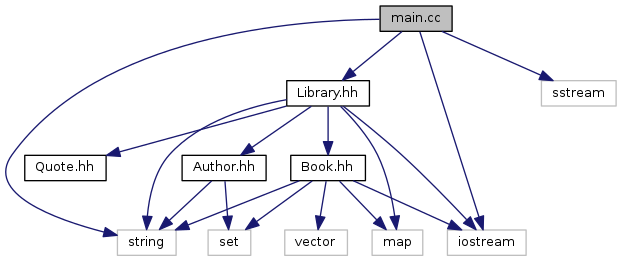 main.cc
Library.hh
sstream
Quote.hh
Author.hh
Book.hh
string
set
vector
map
iostream